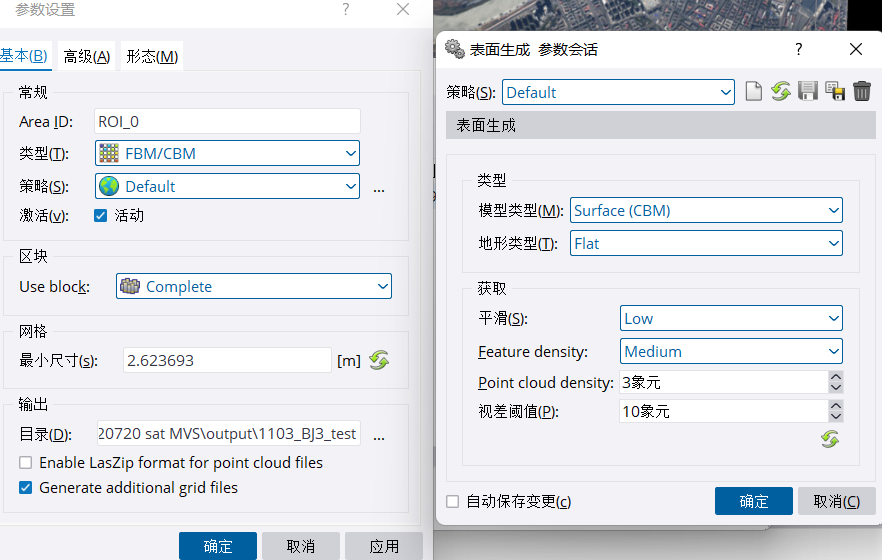 参数设置
?
基本(B) 高级(A) 形态(M)
常规
Area ID: ROI_0
类型(T): FBM/CBM
策略(S): Default ...
激活(v): 活动
区块
Use block: Complete
网格
最小尺寸(s): 2.623693 [m]
输出
目录(D): 20720 sat MVS\output\1103_BJ3_test ...
Enable LasZip format for point cloud files
Generate additional grid files
确定 取消 应用
表面生成 参数会话
?
策略(S): Default
表面生成
类型
模型类型(M): Surface (CBM)
地形类型(T): Flat
获取
平滑(S): Low
Feature density: Medium
Point cloud density: 3象元
视差阈值(P): 10象元
自动保存变更(c) 确定 取消(C)